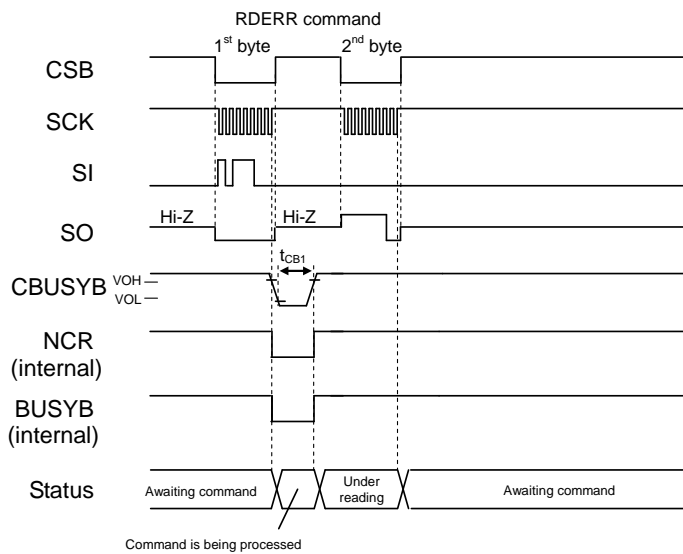 RDERR command
1st byte
2nd byte
CSB
SCK
SI
Hi-Z
Hi-Z
SO
tCB1
VOH
CBUSYB
VOL
NCR
(internal)
BUSYB
(internal)
Status
Awaiting command
Under
reading
Awaiting command
Command is being processed